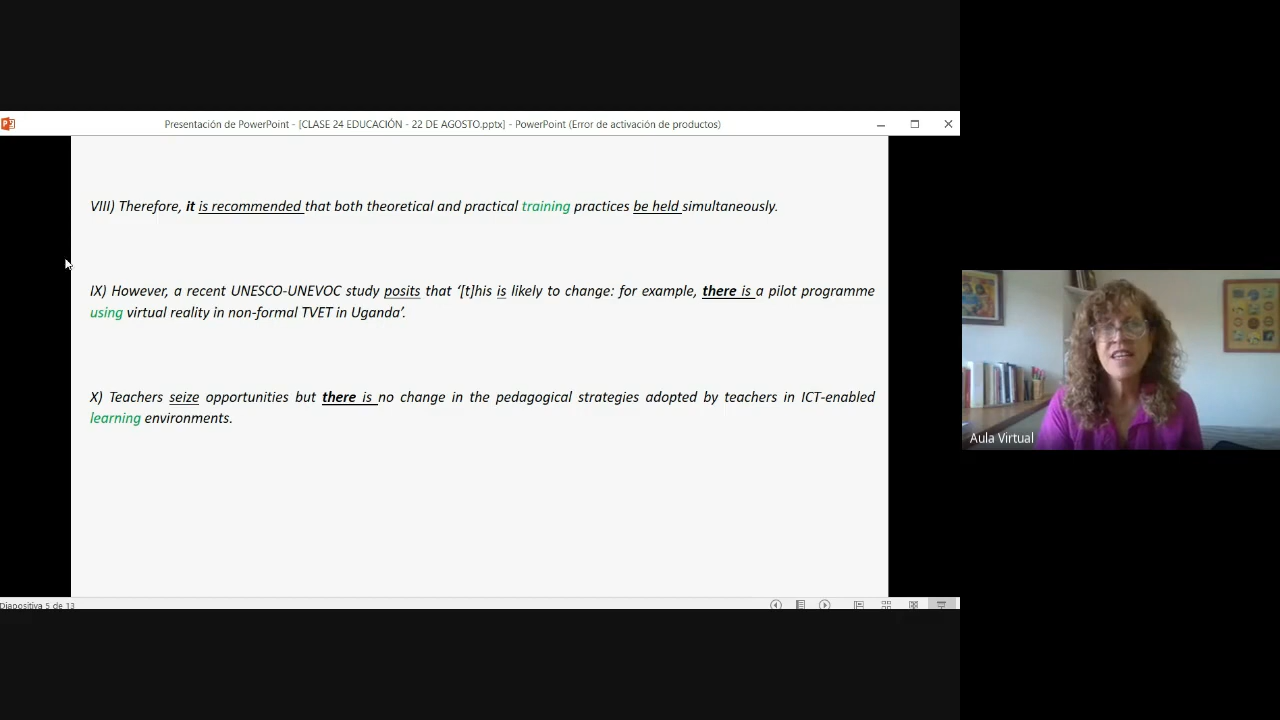 Presentación de PowerPoint - [CLASE 24 EDUCACIÓN - 22 DE AGOSTO.pptx] - PowerPoint (Error de activación de productos)
VIII) Therefore, it is recommended that both theoretical and practical training practices be held simultaneously.
IX) However, a recent UNESCO-UNEVOC study posits that ‘[t]his is likely to change: for example, there is a pilot programme
using virtual reality in non-formal TVET in Uganda’.
X) Teachers seize opportunities but there is no change in the pedagogical strategies adopted by teachers in ICT-enabled
learning environments.
Aula Virtual
Diapositiva 5 de 13